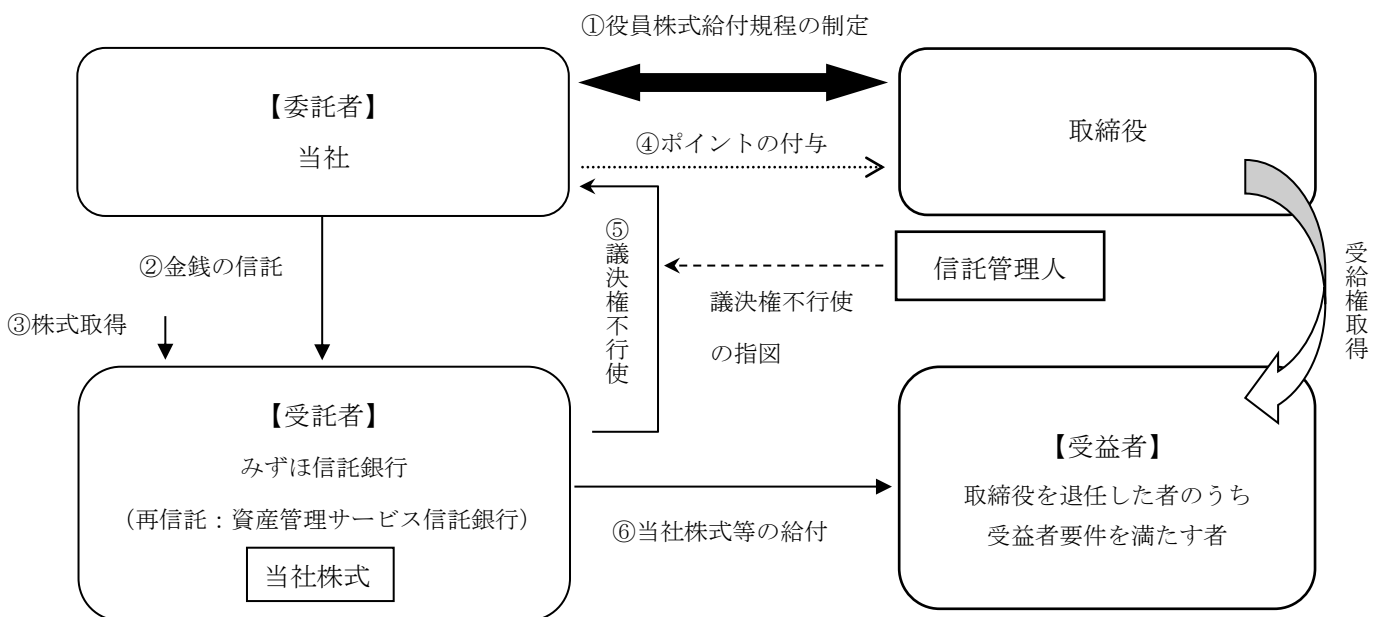 ①役員株式給付規程の制定
【委託者】
当社
取締役
④ポイントの付与
⑤議決権不行使
②金銭の信託
信託管理人
受給権取得
議決権不行使
の指図
③株式取得
【受託者】
みずほ信託銀行
（再信託：資産管理サービス信託銀行）
当社株式
【受益者】
取締役を退任した者のうち
受益者要件を満たす者
⑥当社株式等の給付